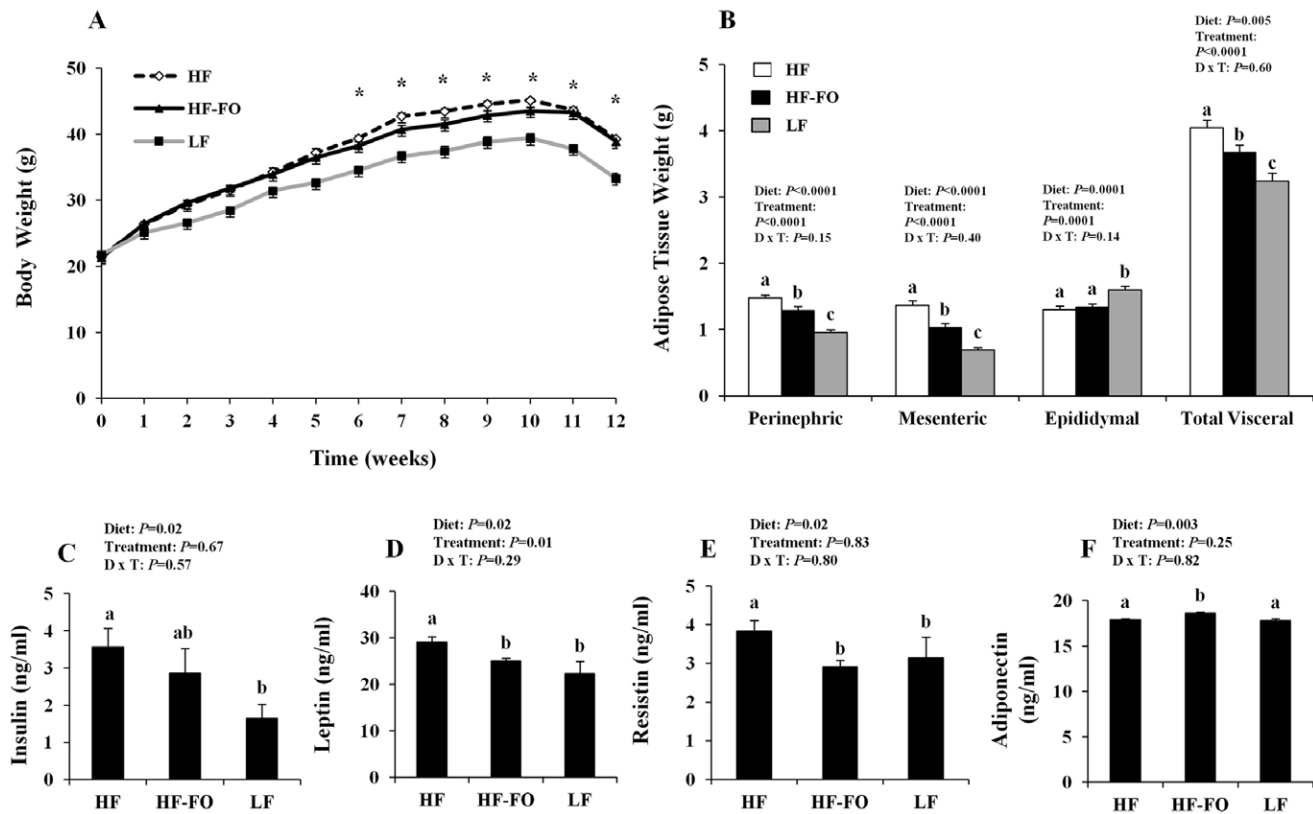 A
50
40
30
20
10
0
Body Weight (g)
HF
HF-FO
LF
* * * * * * *
0 1 2 3 4 5 6 7 8 9 10 11 12
Time (weeks)
B
5
4
3
2
1
0
Adipose Tissue Weight (g)
HF
HF-FO
LF
Diet: P<0.0001
Treatment:
P<0.0001
D x T: P=0.15
a b c
Perinephric
Diet: P<0.0001
Treatment:
P<0.0001
D x T: P=0.40
a b c
Mesenteric
Diet: P=0.0001
Treatment:
P=0.0001
D x T: P=0.14
a a b
Epididymal
Diet: P=0.005
Treatment:
P<0.0001
D x T: P=0.60
a b c
Total Visceral
C
Diet: P=0.02
Treatment: P=0.67
D x T: P=0.57
5
4
3
2
1
0
Insulin (ng/ml)
a ab b
HF HF-FO LF
D
Diet: P=0.02
Treatment: P=0.01
D x T: P=0.29
40
30
20
10
0
Leptin (ng/ml)
a b b
HF HF-FO LF
E
Diet: P=0.02
Treatment: P=0.83
D x T: P=0.80
5
4
3
2
1
0
Resistin (ng/ml)
a b b
HF HF-FO LF
F
Diet: P=0.003
Treatment: P=0.25
D x T: P=0.82
20
15
10
5
0
Adiponectin
(ng/ml)
a b a
HF HF-FO LF